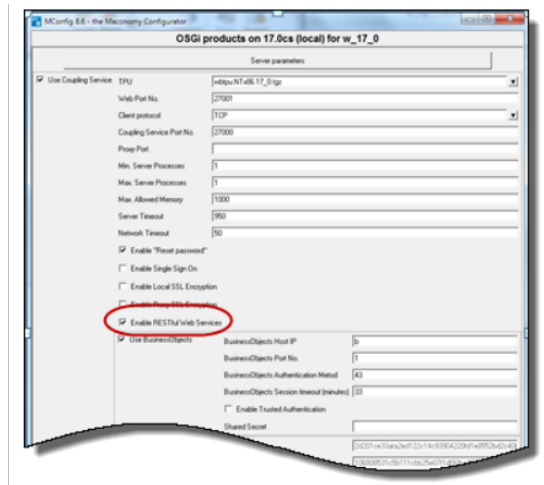 MConfig 8.6 - the Maconomy Configurator
OSGi products on 17.0cs (local) for w_17_0
Server parameters
Use Coupling Service TPU
Web Port No. 27001
Client protocol TCP
Coupling Service Port No. 27000
Proxy Port
Min. Server Processes 1
Max. Server Processes 1
Max. Allowed Memory 1000
Server Timeout 950
Network Timeout 50
Enable "Reset password"
Enable Single Sign On
Enable Local SSL Encryption
Enable Proxy SSL Encryption
Enable RESTful Web Services
Use BusinessObjects BusinessObjects Host IP b
BusinessObjects Port No. 1
BusinessObjects Authentication Metod 43
BusinessObjects Session timeout (minutes) 33
Enable Trusted Authentication
Shared Secret